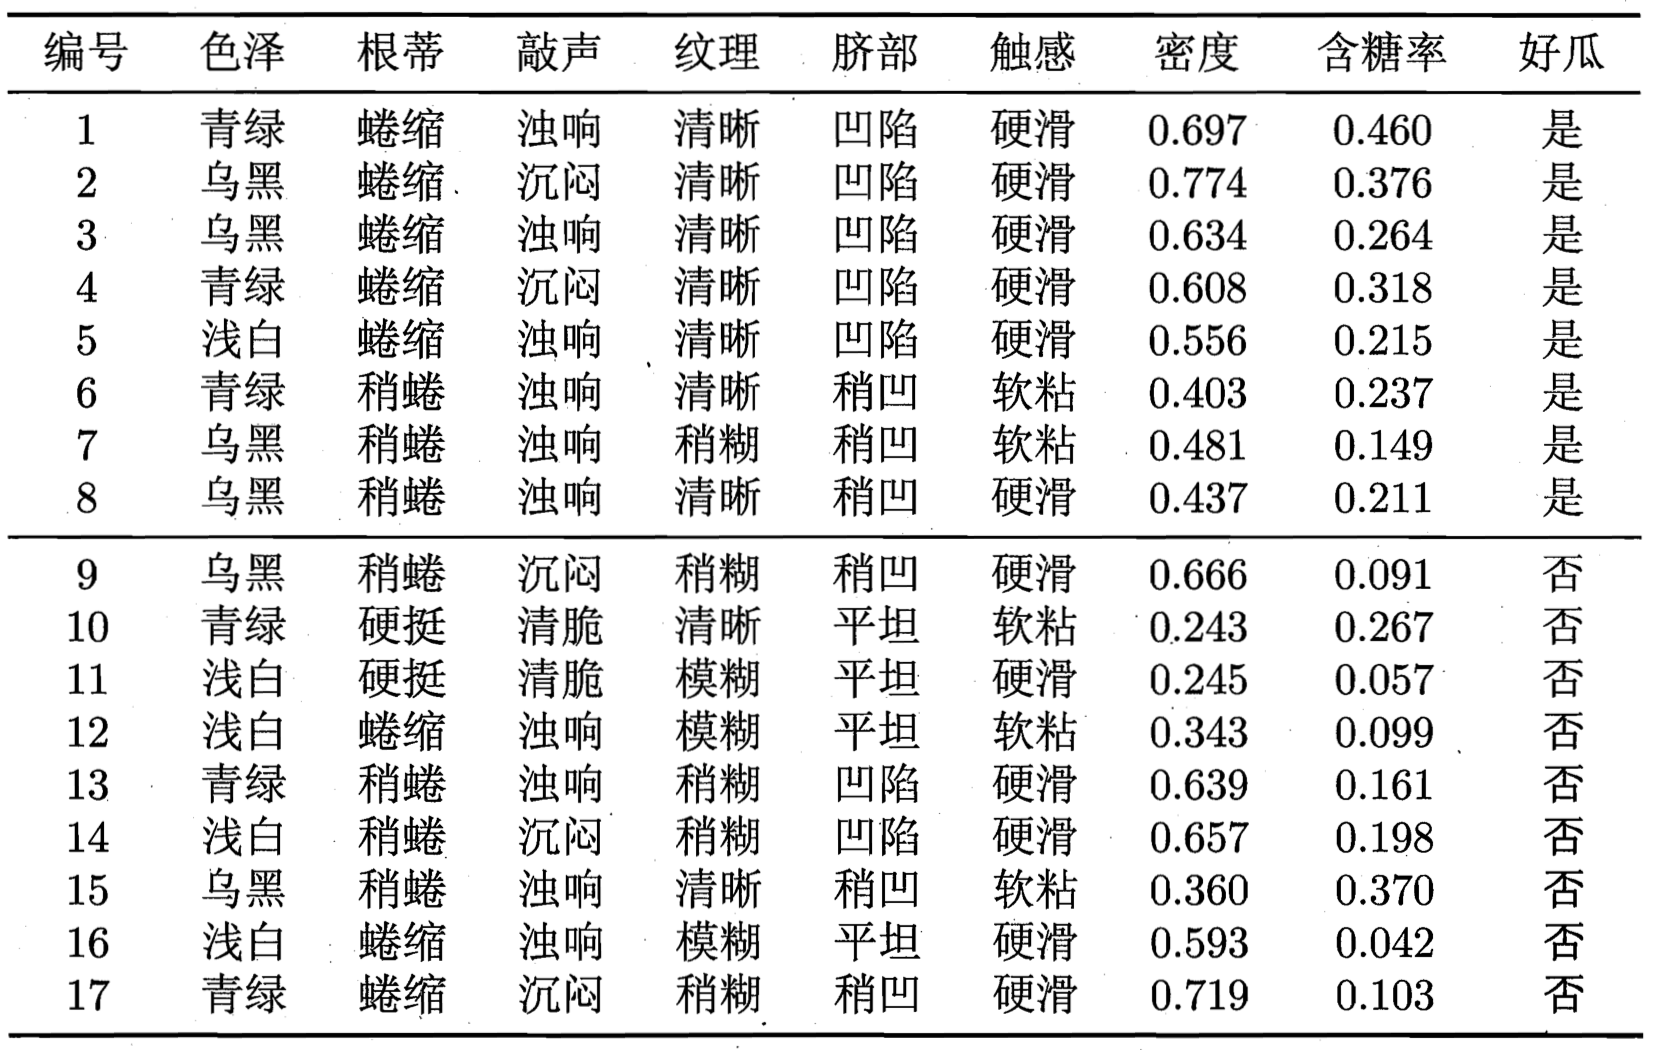 编号 色泽 根蒂 敲声 纹理 脐部 触感 密度 含糖率 好瓜
1 青绿 蜷缩 浊响 清晰 凹陷 硬滑 0.697 0.460 是
2 乌黑 蜷缩 沉闷 清晰 凹陷 硬滑 0.774 0.376 是
3 乌黑 蜷缩 浊响 清晰 凹陷 硬滑 0.634 0.264 是
4 青绿 蜷缩 沉闷 清晰 凹陷 硬滑 0.608 0.318 是
5 浅白 蜷缩 浊响 清晰 凹陷 硬滑 0.556 0.215 是
6 青绿 稍蜷 浊响 清晰 稍凹 软粘 0.403 0.237 是
7 乌黑 稍蜷 浊响 稍糊 稍凹 软粘 0.481 0.149 是
8 乌黑 稍蜷 浊响 清晰 稍凹 硬滑 0.437 0.211 是
9 乌黑 稍蜷 沉闷 稍糊 稍凹 硬滑 0.666 0.091 否
10 青绿 硬挺 清脆 清晰 平坦 软粘 0.243 0.267 否
11 浅白 硬挺 清脆 模糊 平坦 硬滑 0.245 0.057 否
12 浅白 蜷缩 浊响 模糊 平坦 软粘 0.343 0.099 否
13 青绿 稍蜷 浊响 稍糊 凹陷 硬滑 0.639 0.161 否
14 浅白 稍蜷 沉闷 稍糊 凹陷 硬滑 0.657 0.198 否
15 乌黑 稍蜷 浊响 清晰 稍凹 软粘 0.360 0.370 否
16 浅白 蜷缩 浊响 模糊 平坦 硬滑 0.593 0.042 否
17 青绿 蜷缩 沉闷 稍糊 稍凹 硬滑 0.719 0.103 否